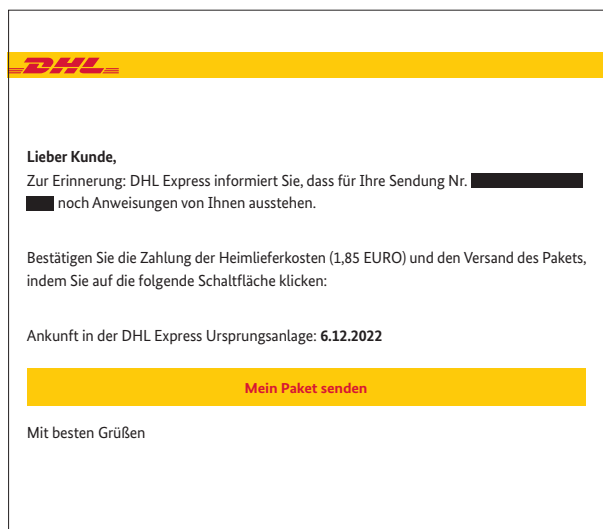 DHL
Lieber Kunde,
Zur Erinnerung: DHL Express informiert Sie, dass für Ihre Sendung Nr.
noch Anweisungen von Ihnen ausstehen.
Bestätigen Sie die Zahlung der Heimlieferkosten (1,85 EURO) und den Versand des Pakets,
indem Sie auf die folgende Schaltfläche klicken:
Ankunft in der DHL Express Ursprungsanlage: 6.12.2022
Mein Paket senden
Mit besten Grüßen